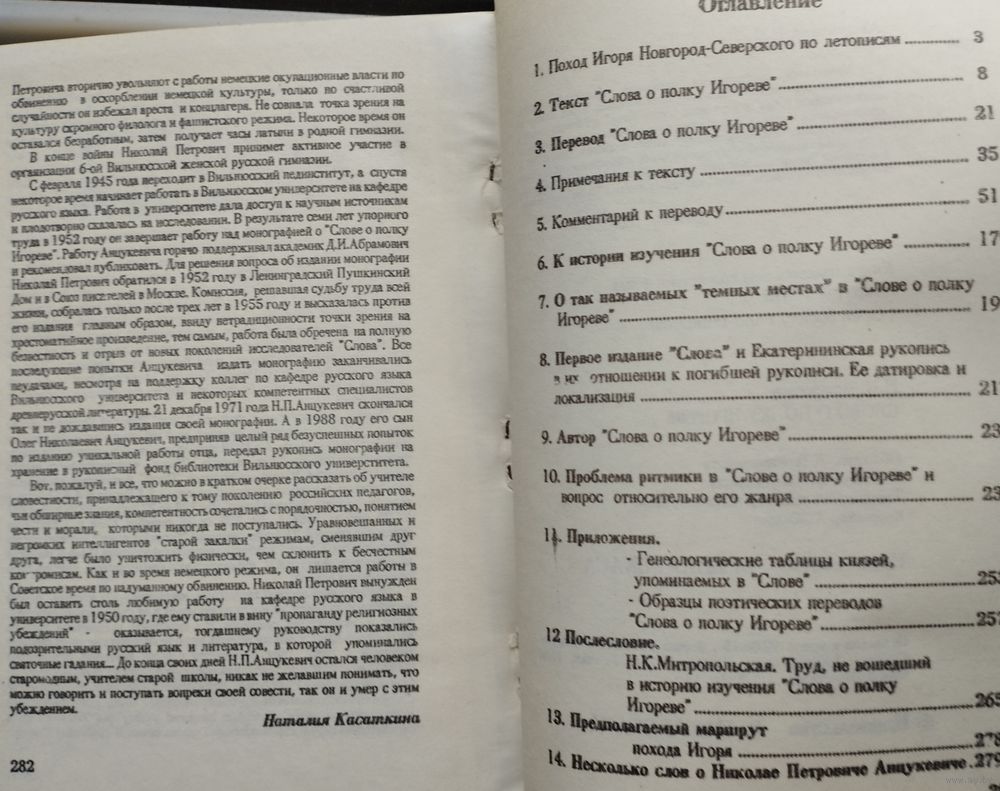 Петровича вторично увольняют с работы немецкие окупационные власти по
обвинению в оскорблении немецкой культуры, только по счастливой
случайности он избежал ареста и концлагеря. Не совпала точка зрения на
культуру скромного филолога и фашистского режима. Некоторое время он
оставался безработным, затем получает часы латыни в родной гимназии.
В конце войны Николай Петрович принимет активное участие в
организации 6-ой Вильнюсской женской русской гимназии.
С февраля 1945 года переходит в Вильнюсский пединститут, а спустя
некоторое время начинает работать в Вильнюсском университете на кафедре
русского языка. Работа в университете дала доступ к научным источникам
и плодотворно сказалась на исследовании. В результате семи лет упорного
труда в 1952 году он завершает работу над монографией о "Слове о полку
Игореве". Работу Анцукевича горячо поддерживал академик Д.И.Абрамович
и рекомендовал публиковать. Для решения вопроса об издании монографии
Николай Петрович обратился в 1952 году в Ленинградский Пушкинский
Дом и в Союз писателей в Москве. Комиссия, решавшая судьбу труда всей
жизни, собралась только после трех лет в 1955 году и высказалась против
его издания главным образом, ввиду нетрадиционности точки зрения на
хрестоматийное произведение, тем самым, работа была обречена на полную
безвестность и отрыв от новых поколений исследователей "Слова". Все
последующие попытки Анцукевича издать монографию заканчивались
неудачами, несмотря на поддержку коллег по кафедре русского языка
Вильнюсского университета и некоторых компетентных специалистов
древнерусской литературы. 21 декабря 1971 года Н.П.Анцукевич скончался
так и не дождавшись издания своей монографии. А в 1988 году его сын
Олег Николаевич Анцукевич, предприняв целый ряд безуспешных попыток
по изданию уникальной работы отца, передал рукопись монографии на
хранение в рукописный фонд библиотеки Вильнюсского университета.
Вот, пожалуй, и все, что можно в кратком очерке рассказать об учителе
словестности, принадлежащего к тому поколению российских педагогов,
чьи обширные знания, компетентность сочетались с порядочностью, понятием
чести и морали, которыми никогда не поступались. Уравновешанных и
негромких интеллигентов "старой закалки" режимам, сменявшим друг
друга, легче было уничтожить физически, чем склонить к бесчестным
компромисам. Как и во время немецкого режима, он лишается работы в
Советское время по надуманному обвинению. Николай Петрович вынужден
был оставить столь любимую работу на кафедре русского языка в
университете в 1950 году, где ему ставили в вину "пропаганду религиозных
убеждений" - оказывается, тогдашнему руководству показались
подозрительными русский язык и литература, в которой упоминались
святочные гадания... До конца своих дней Н.П.Анцукевич остался человеком
старомодным, учителем старой школы, никак не желавшим понимать, что
можно говорить и поступать вопреки своей совести, так он и умер с этим
убеждением.
Наталия Касаткина
282
Оглавление
1. Поход Игоря Новгород-Северского по летописям ............. 3
2. Текст "Слова о полку Игореве" ............. 8
3. Перевод "Слова о полку Игореве" ............. 21
4. Примечания к тексту ............. 35
5. Комментарий к переводу ............. 51
6. К истории изучения "Слова о полку Игореве" ............. 17
7. О так называемых "темных местах" в "Слове о полку
Игореве" ............. 19
8. Первое издание "Слова" и Екатерининская рукопись
в их отношении к погибшей рукописи. Ее датировка и
локализация ............. 21
9. Автор "Слова о полку Игореве" ............. 23
10. Проблема ритмики в "Слове о полку Игореве" и
вопрос относительно его жанра ............. 23
11. Приложения.
- Генеологические таблицы князей,
упоминаемых в "Слове" ............. 253
- Образцы поэтических переводов
"Слова о полку Игореве" ............. 257
12 Послесловие.
Н.К.Митропольская. Труд, не вошедший
в историю изучения "Слова о полку
Игореве" ............. 265
13. Предполагаемый маршрут
похода Игоря ............. 278
14. Несколько слов о Николае Петровиче Анцукевиче. 279